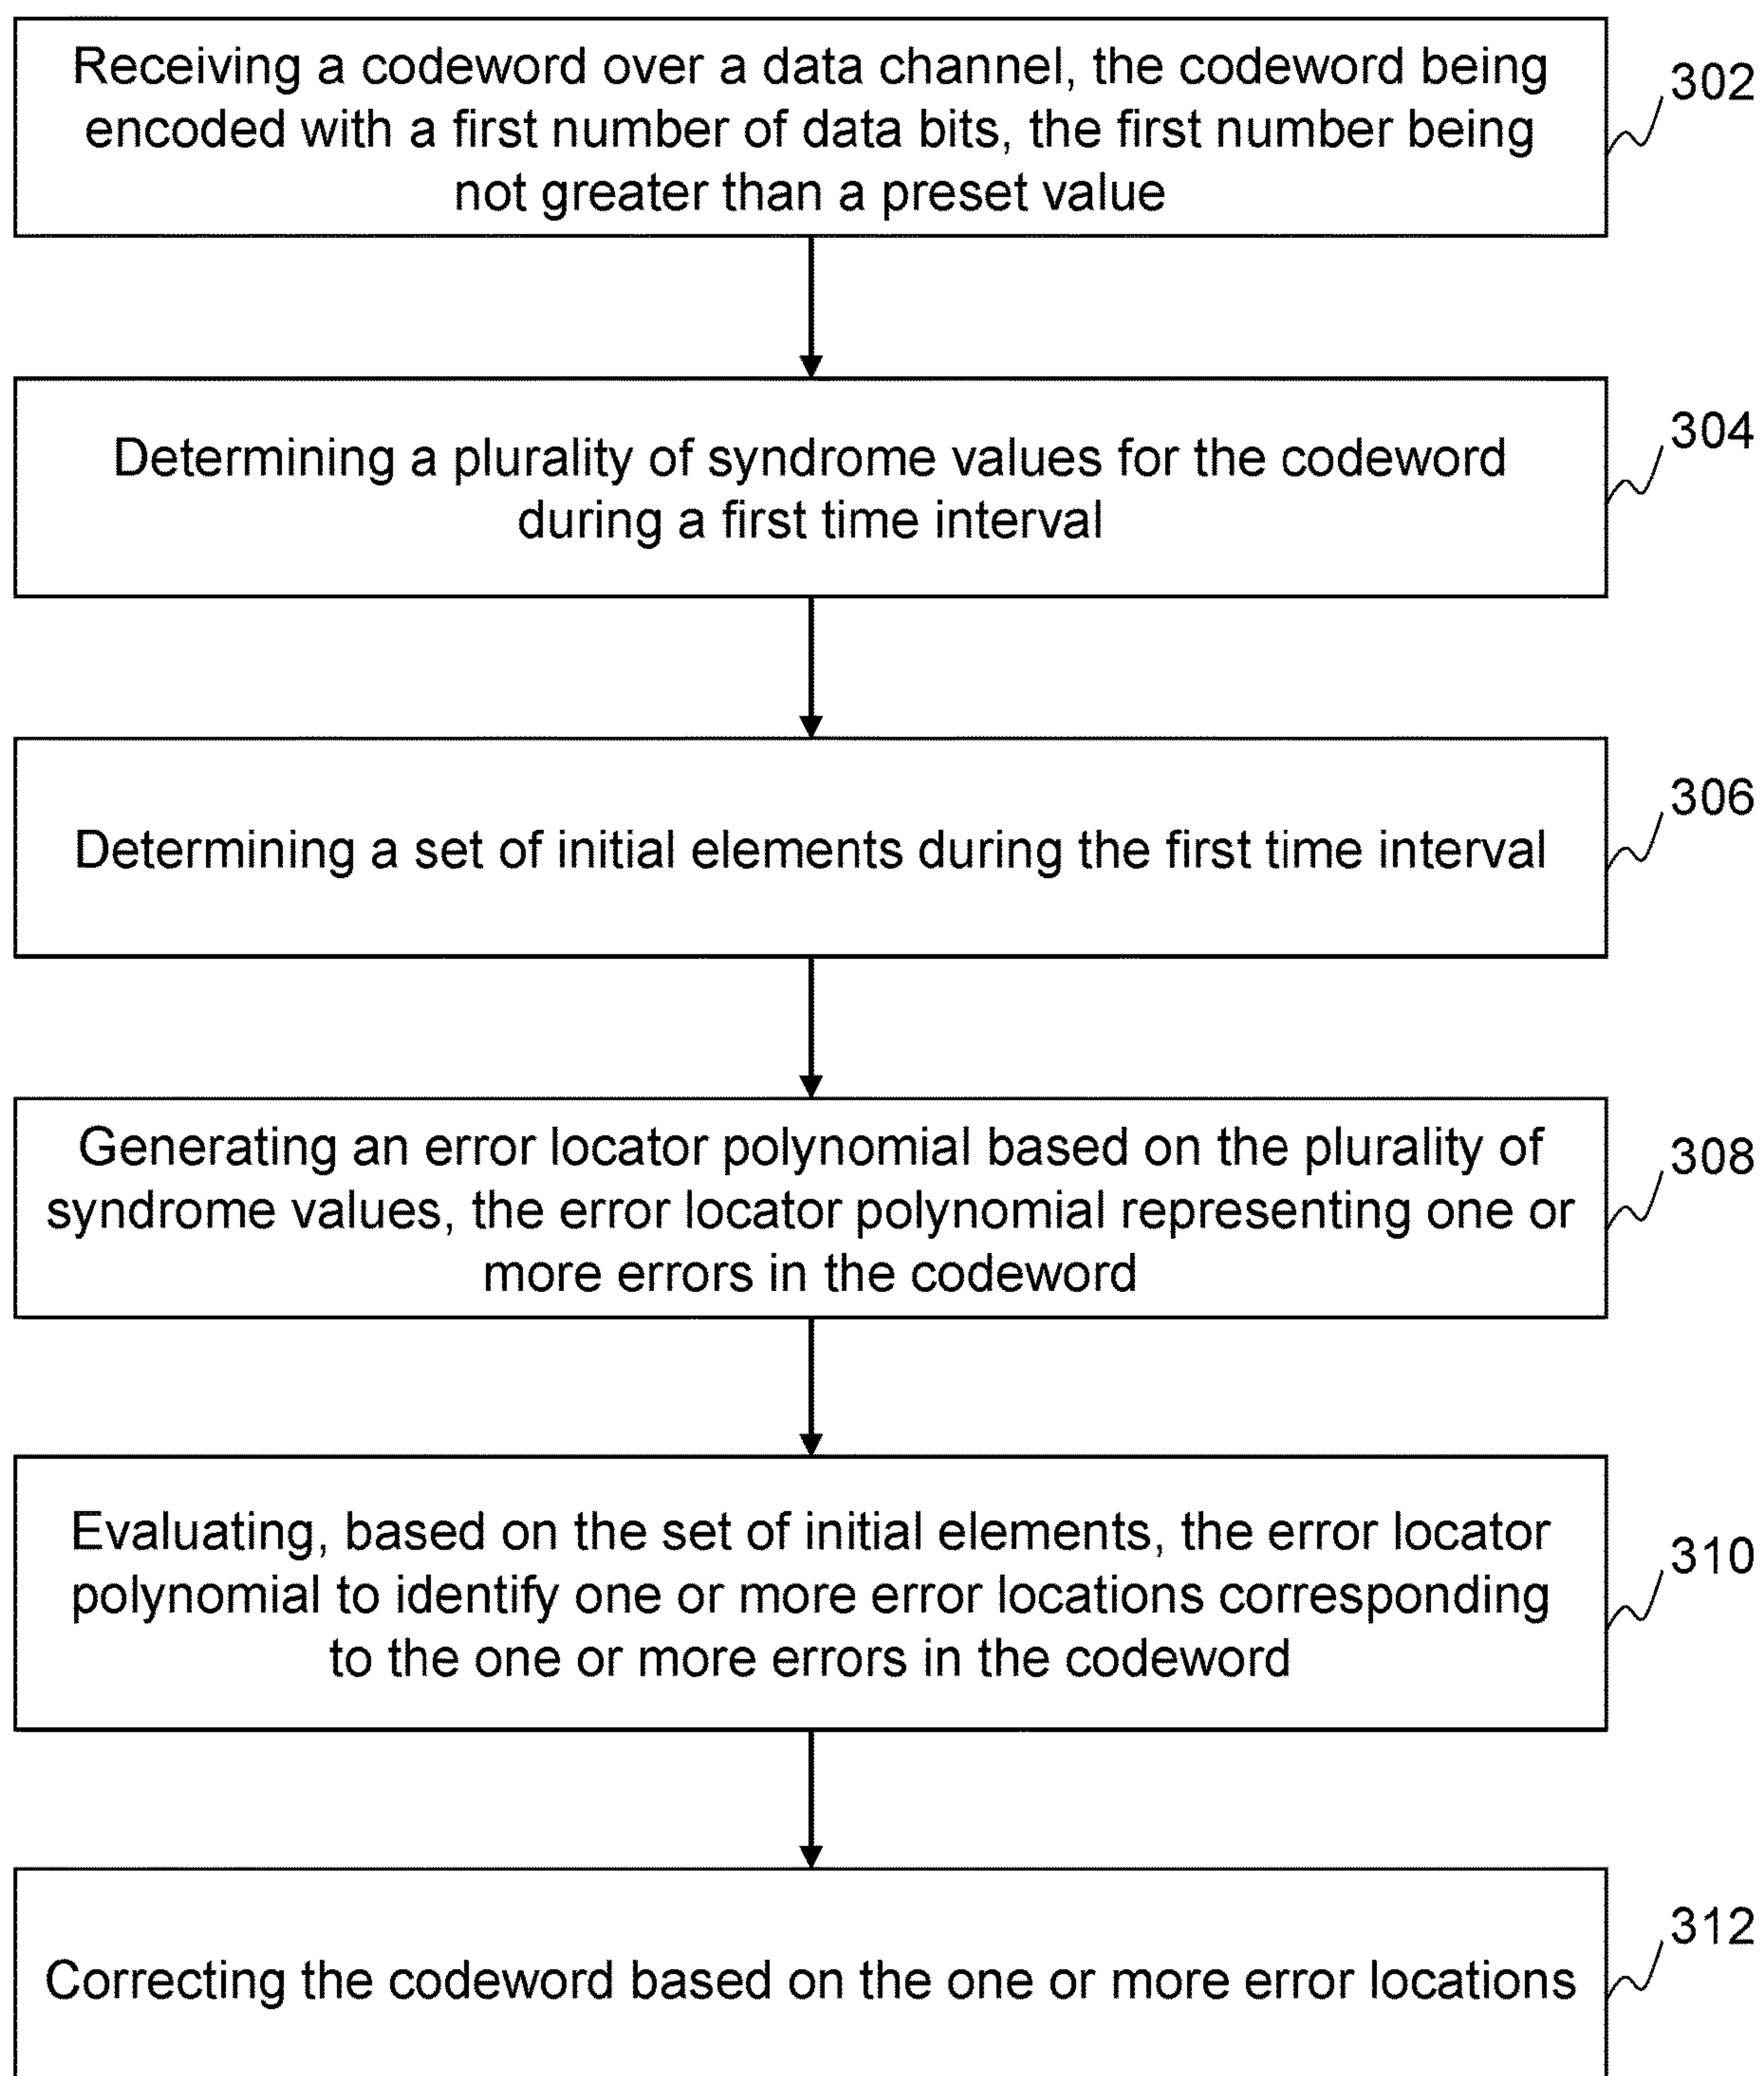 Receiving a codeword over a data channel, the codeword being
encoded with a first number of data bits, the first number being
not greater than a preset value
302
Determining a plurality of syndrome values for the codeword
during a first time interval
304
Determining a set of initial elements during the first time interval
306
Generating an error locator polynomial based on the plurality of
syndrome values, the error locator polynomial representing one or
more errors in the codeword
308
Evaluating, based on the set of initial elements, the error locator
polynomial to identify one or more error locations corresponding
to the one or more errors in the codeword
310
Correcting the codeword based on the one or more error locations
312